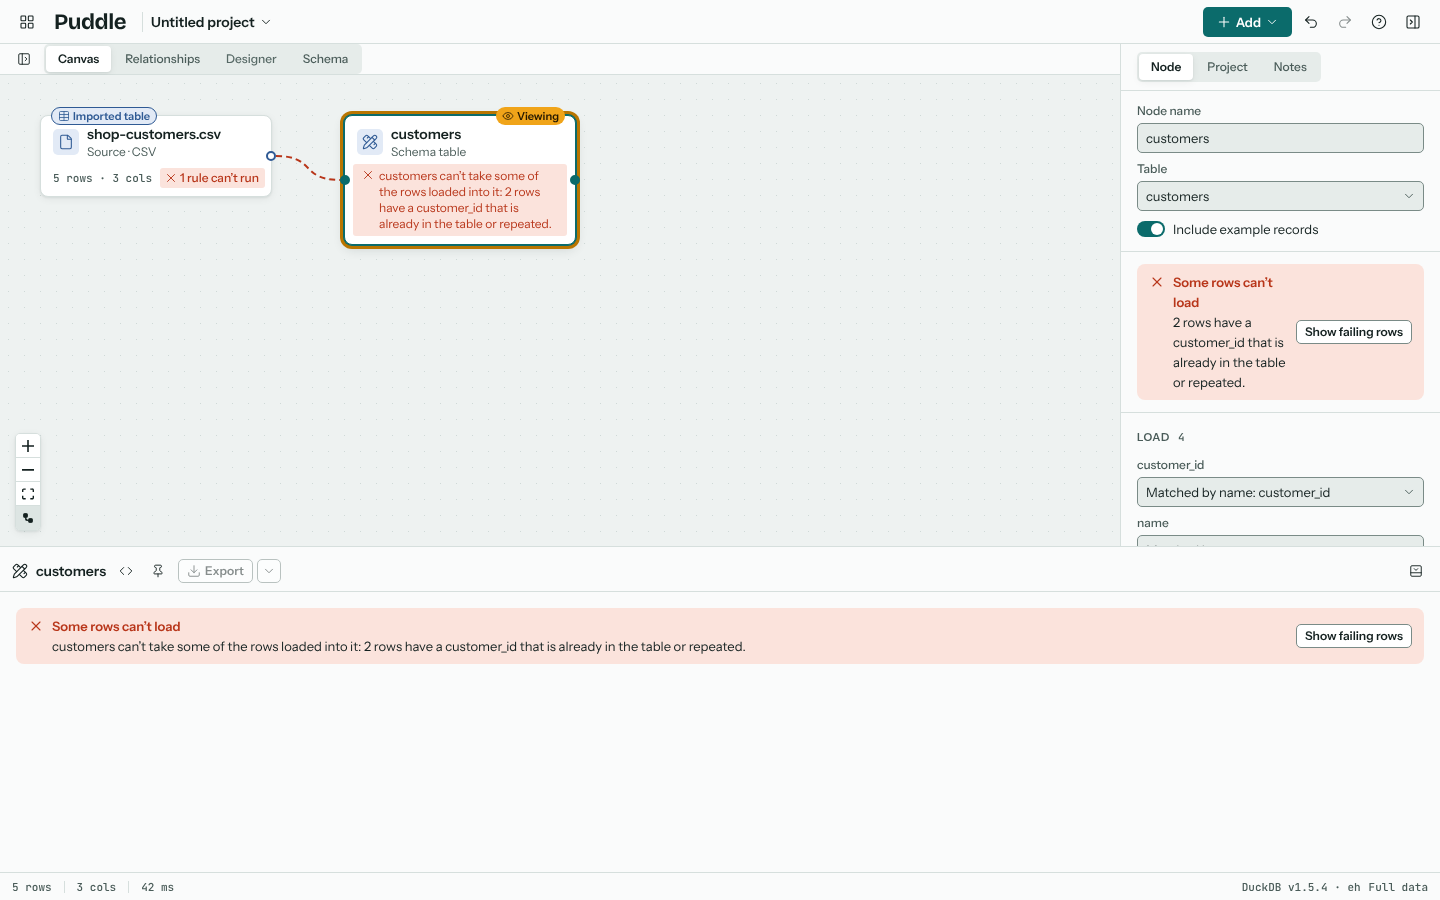 Puddle
Untitled project
Add
Canvas
Relationships
Designer
Schema
Node
Project
Notes
Imported table
shop-customers.csv
Source · CSV
5 rows · 3 cols
1 rule can't run
Viewing
customers
Schema table
customers can't take some of
the rows loaded into it: 2 rows
have a customer_id that is
already in the table or repeated.
Node name
customers
Table
customers
Include example records
Some rows can't
load
2 rows have a
customer_id that is
already in the table
or repeated.
Show failing rows
LOAD 4
customer_id
Matched by name: customer_id
name
customers
Export
Some rows can't load
customers can't take some of the rows loaded into it: 2 rows have a customer_id that is already in the table or repeated.
Show failing rows
5 rows
3 cols
42 ms
DuckDB v1.5.4 · eh Full data